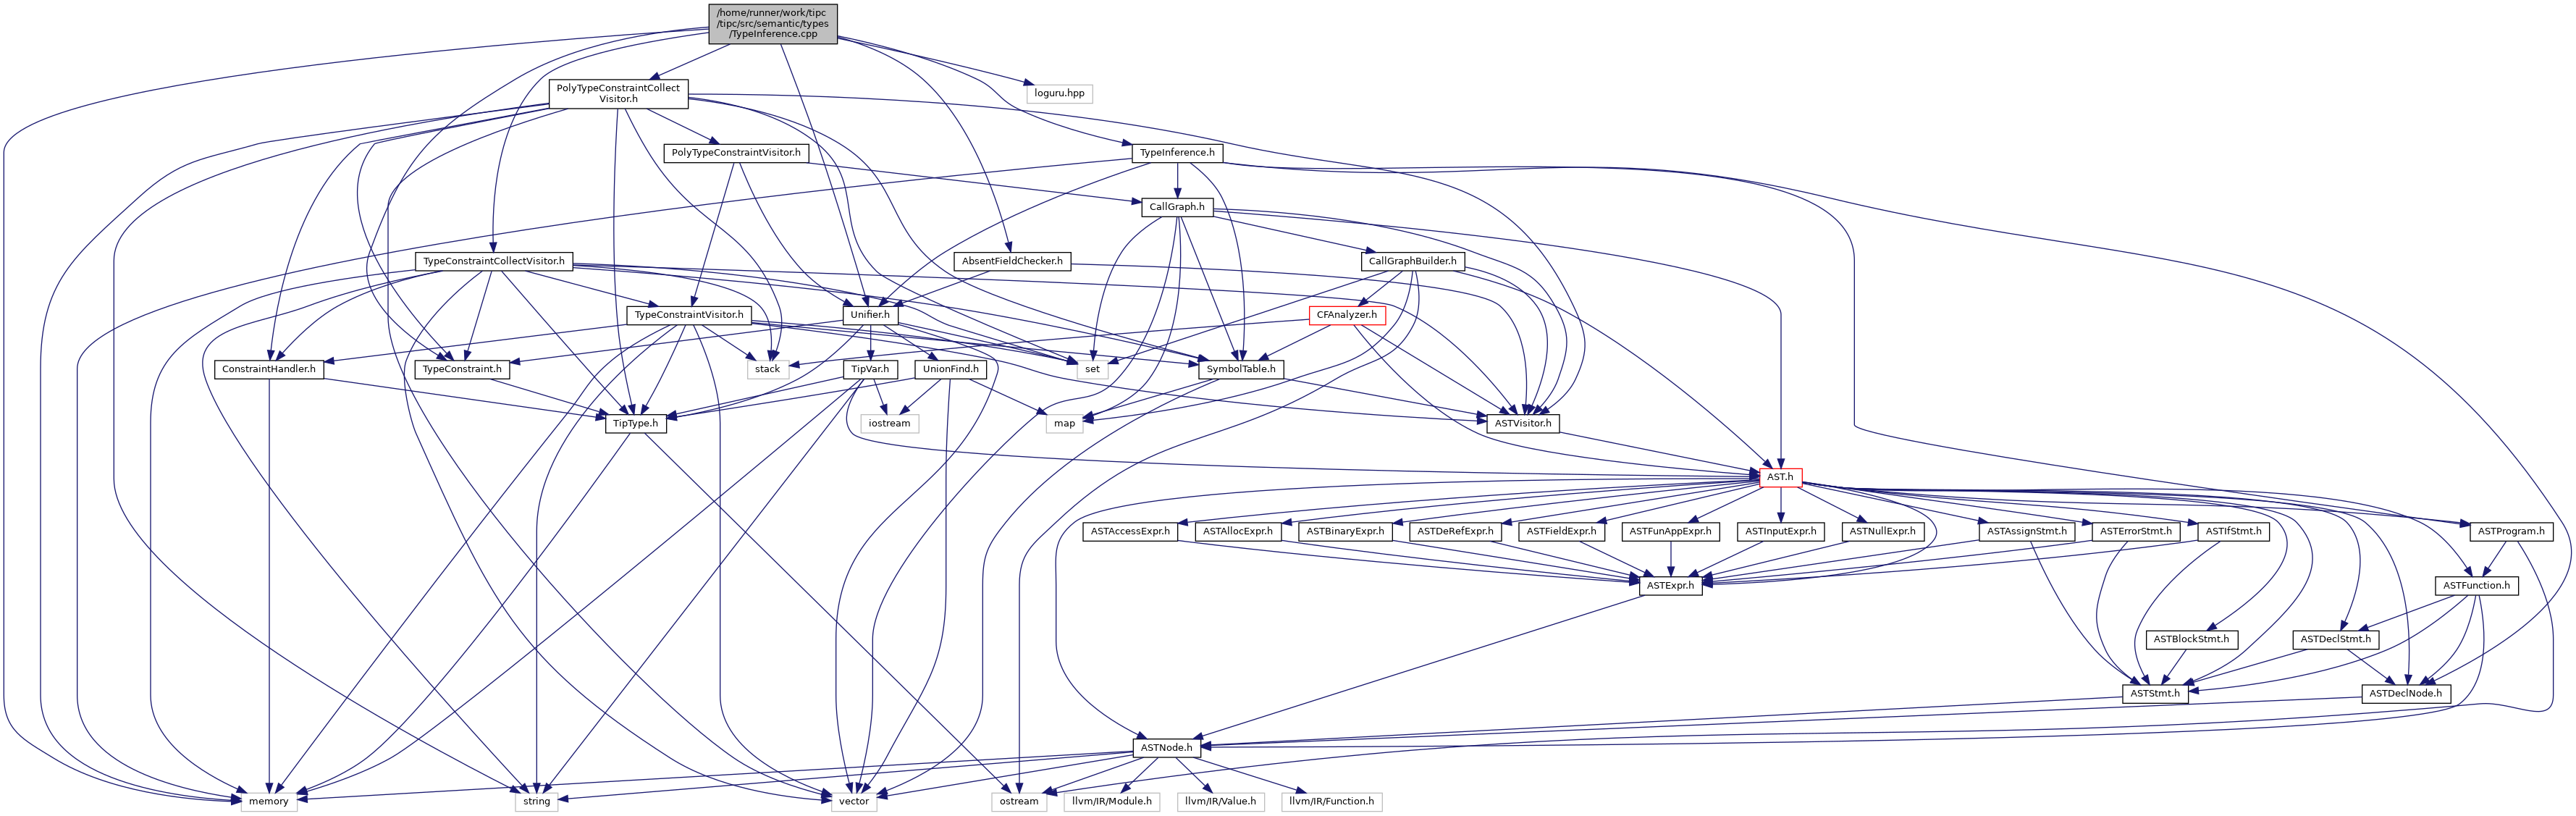 /home/runner/work/tipc
/tipc/src/semantic/types
/TypeInference.cpp
PolyTypeConstraintCollect
Visitor.h
loguru.hpp
PolyTypeConstraintVisitor.h
TypeInference.h
CallGraph.h
TypeConstraintCollectVisitor.h
AbsentFieldChecker.h
CallGraphBuilder.h
TypeConstraintVisitor.h
Unifier.h
CFAnalyzer.h
ConstraintHandler.h
TypeConstraint.h
stack
TipVar.h
UnionFind.h
set
SymbolTable.h
TipType.h
iostream
map
ASTVisitor.h
AST.h
ASTAccessExpr.h
ASTAllocExpr.h
ASTBinaryExpr.h
ASTDeRefExpr.h
ASTFieldExpr.h
ASTFunAppExpr.h
ASTInputExpr.h
ASTNullExpr.h
ASTAssignStmt.h
ASTErrorStmt.h
ASTIfStmt.h
ASTProgram.h
ASTExpr.h
ASTFunction.h
ASTBlockStmt.h
ASTDeclStmt.h
ASTStmt.h
ASTDeclNode.h
ASTNode.h
memory
string
vector
ostream
llvm/IR/Module.h
llvm/IR/Value.h
llvm/IR/Function.h